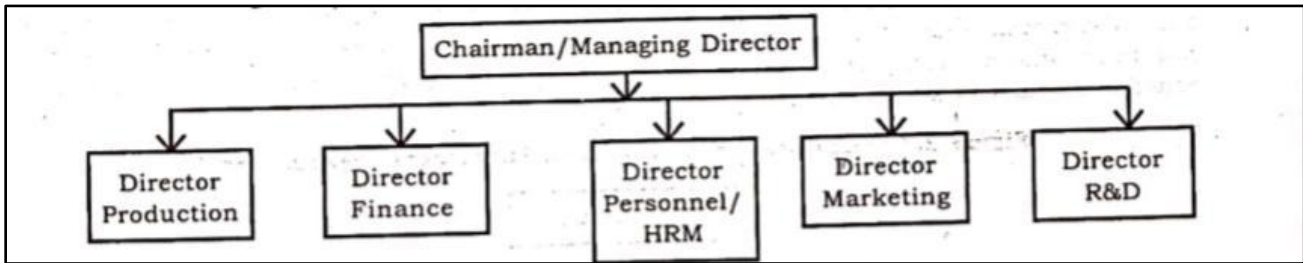 Chairman/Managing Director
Director
Production
Director
Finance
Director
Personnel/
HRM
Director
Marketing
Director
R&D